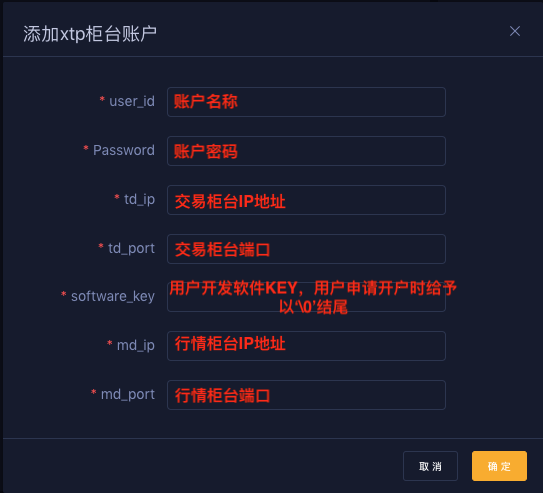 添加xtp柜台账户
* user_id 账户名称
* Password 账户密码
* td_ip 交易柜台IP地址
* td_port 交易柜台端口
* software_key 用户开发软件KEY，用户申请开户时给予
以'\0'结尾
* md_ip 行情柜台IP地址
* md_port 行情柜台端口
取 消 确 定